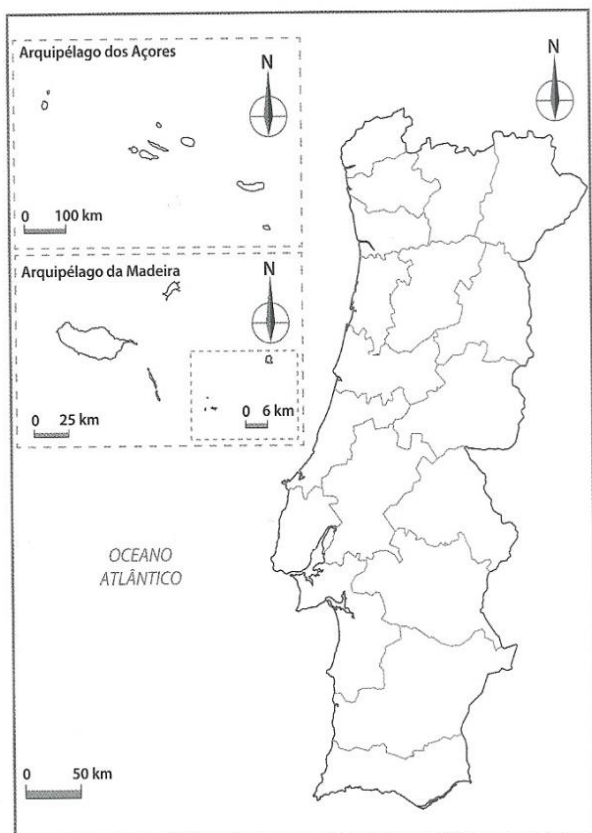 Arquipélago dos Açores
N
0 100 km
Arquipélago da Madeira
N
0 25 km
0 6 km
N
OCEANO
ATLÂNTICO
0 50 km